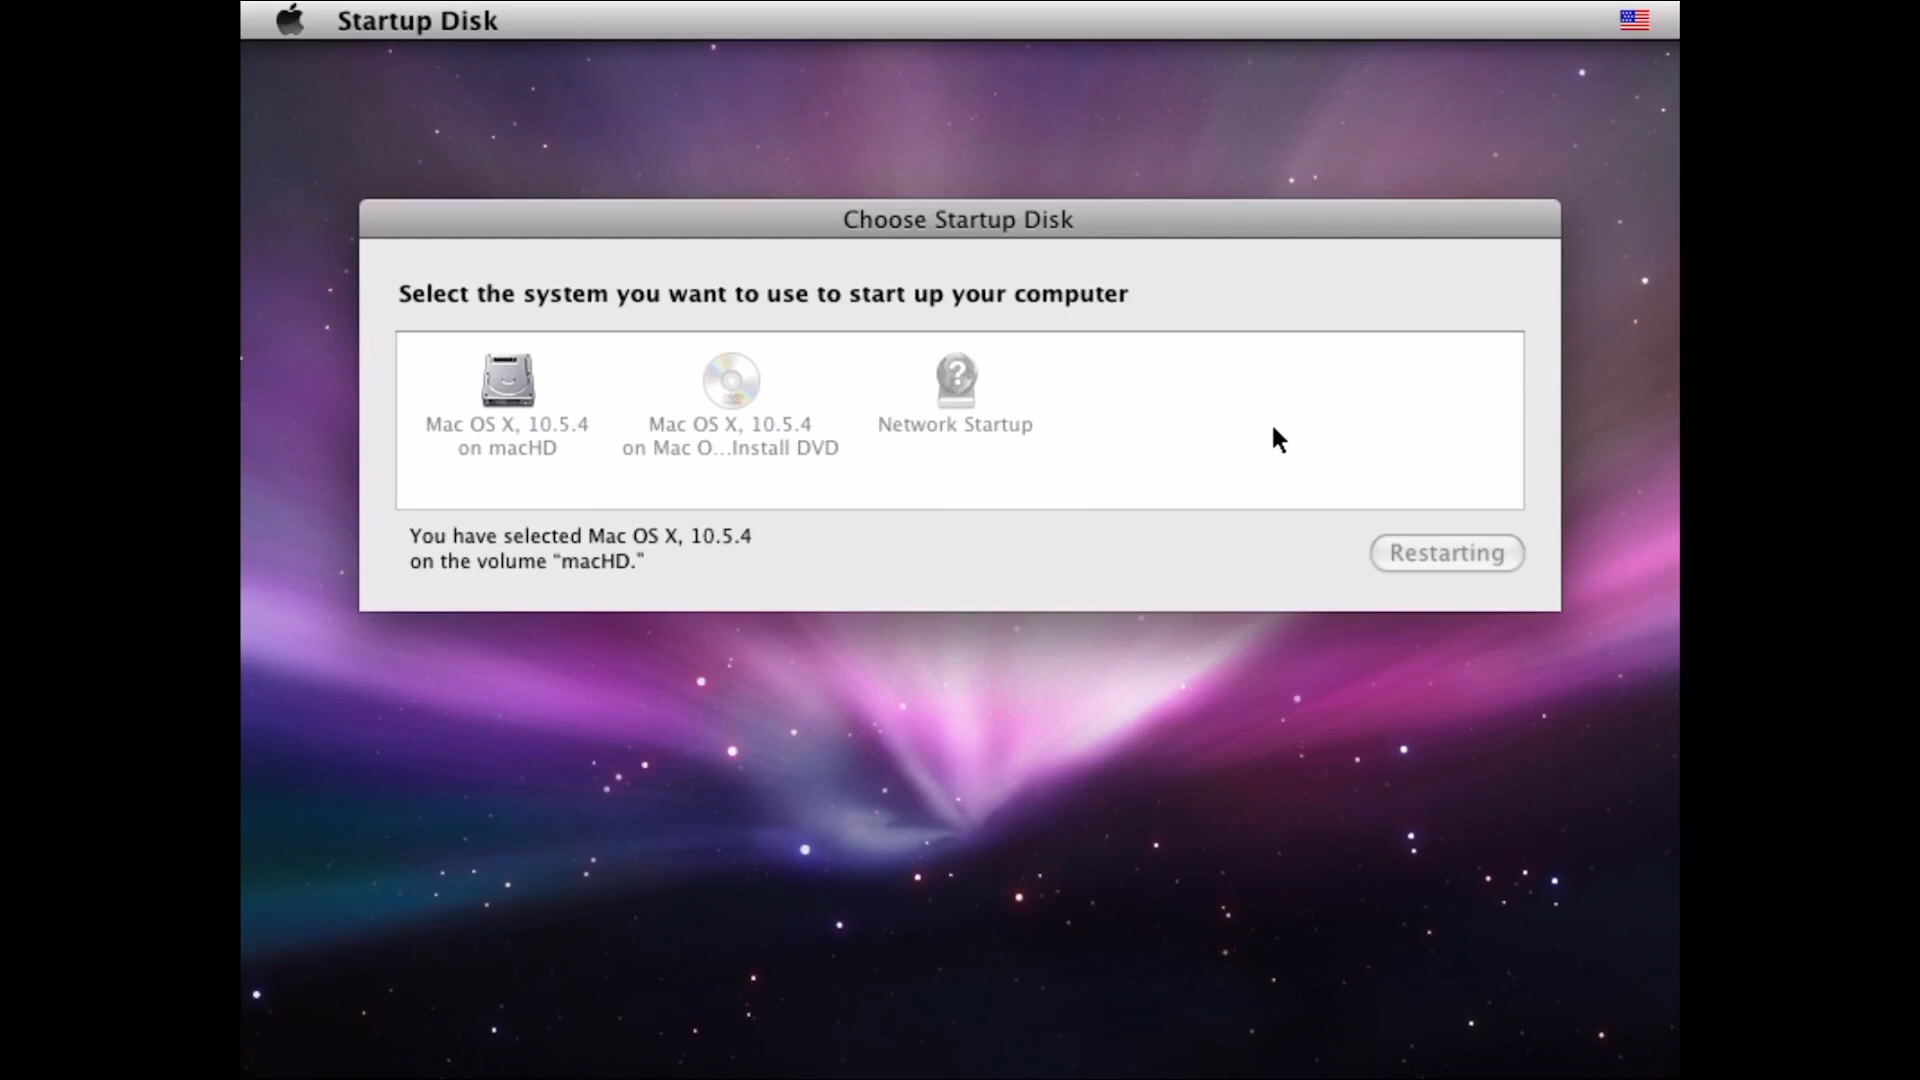 Startup Disk
Choose Startup Disk
Select the system you want to use to start up your computer
Mac OS X, 10.5.4
on macHD
Mac OS X, 10.5.4
on Mac O...Install DVD
Network Startup
You have selected Mac OS X, 10.5.4
on the volume “macHD.”
Restarting